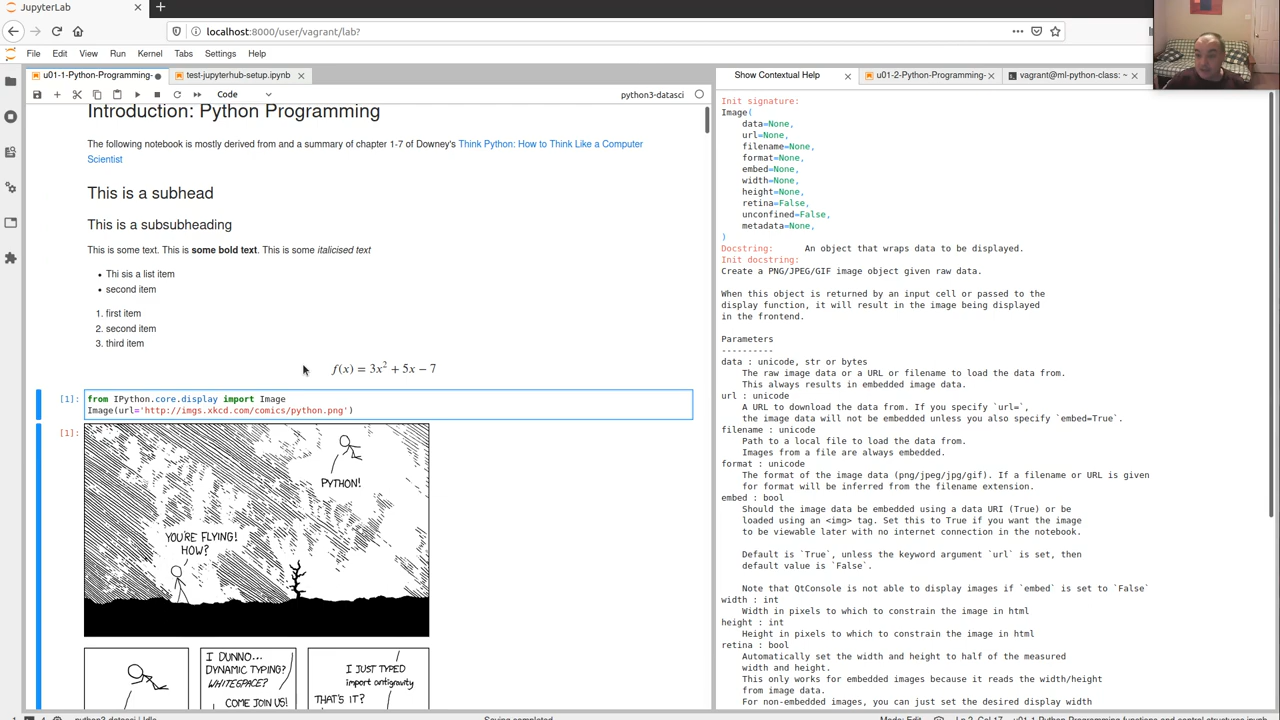 JupyterLab
localhost:8000/user/vagrant/lab?
File Edit View Run Kernel Tabs Settings Help
u01-1-Python-Programming-
test-jupyterhub-setup.ipynb
Show Contextual Help
u01-2-Python-Programming-
vagrant@ml-python-class: ~
Code
python3-datasci
Introduction: Python Programming
The following notebook is mostly derived from and a summary of chapter 1-7 of Downey's Think Python: How to Think Like a Computer
Scientist
This is a subhead
This is a subsubheading
This is some text. This is some bold text. This is some italicised text
• Thi sis a list item
• second item
1. first item
2. second item
3. third item
f(x) = 3x² + 5x − 7
[1]: from IPython.core.display import Image
Image(url='http://imgs.xkcd.com/comics/python.png')
[1]:
PYTHON!
YOU'RE FLYING!
HOW?
I DUNNO...
DYNAMIC TYPING?
WHITESPACE?
COME JOIN US!
I JUST TYPED
import antigravity
THAT'S IT?
Init signature:
Image(
data=None,
url=None,
filename=None,
format=None,
embed=None,
width=None,
height=None,
retina=False,
unconfined=False,
metadata=None,
)
Docstring: An object that wraps data to be displayed.
Init docstring:
Create a PNG/JPEG/GIF image object given raw data.
When this object is returned by an input cell or passed to the
display function, it will result in the image being displayed
in the frontend.
Parameters
----------
data : unicode, str or bytes
The raw image data or a URL or filename to load the data from.
This always results in embedded image data.
url : unicode
A URL to download the data from. If you specify `url=`,
the image data will not be embedded unless you also specify `embed=True`.
filename : unicode
Path to a local file to load the data from.
Images from a file are always embedded.
format : unicode
The format of the image data (png/jpeg/jpg/gif). If a filename or URL is given
for format will be inferred from the filename extension.
embed : bool
Should the image data be embedded using a data URI (True) or be
loaded using an <img> tag. Set this to True if you want the image
to be viewable later with no internet connection in the notebook.
Default is `True`, unless the keyword argument `url` is set, then
default value is `False`.
Note that QtConsole is not able to display images if `embed` is set to `False`
width : int
Width in pixels to which to constrain the image in html
height : int
Height in pixels to which to constrain the image in html
retina : bool
Automatically set the width and height to half of the measured
width and height.
This only works for embedded images because it reads the width/height
from image data.
For non-embedded images, you can just set the desired display width
python3-datasci | Idle
Saving completed
Mode: Edit
Ln 2, Col 17